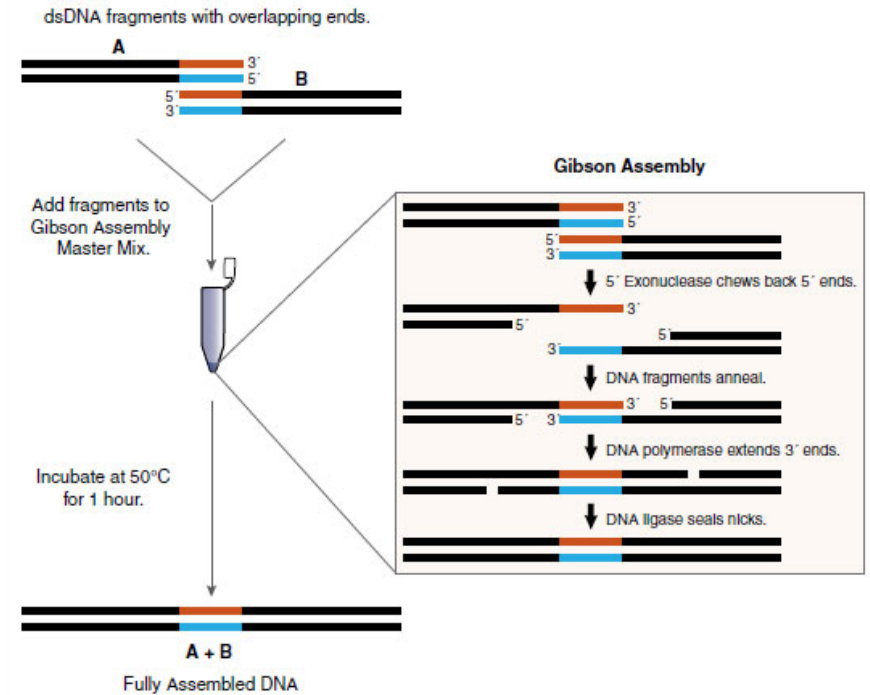 dsDNA fragments with overlapping ends.
A
3´
5´
B
5´
3´
Add fragments to
Gibson Assembly
Master Mix.
Incubate at 50°C
for 1 hour.
A + B
Fully Assembled DNA
Gibson Assembly
3´
5´
5´
3´
5´ Exonuclease chews back 5´ ends.
3´
5´
5´
3´
DNA fragments anneal.
3´ 5´
5´ 3´
DNA polymerase extends 3´ ends.
DNA ligase seals nicks.